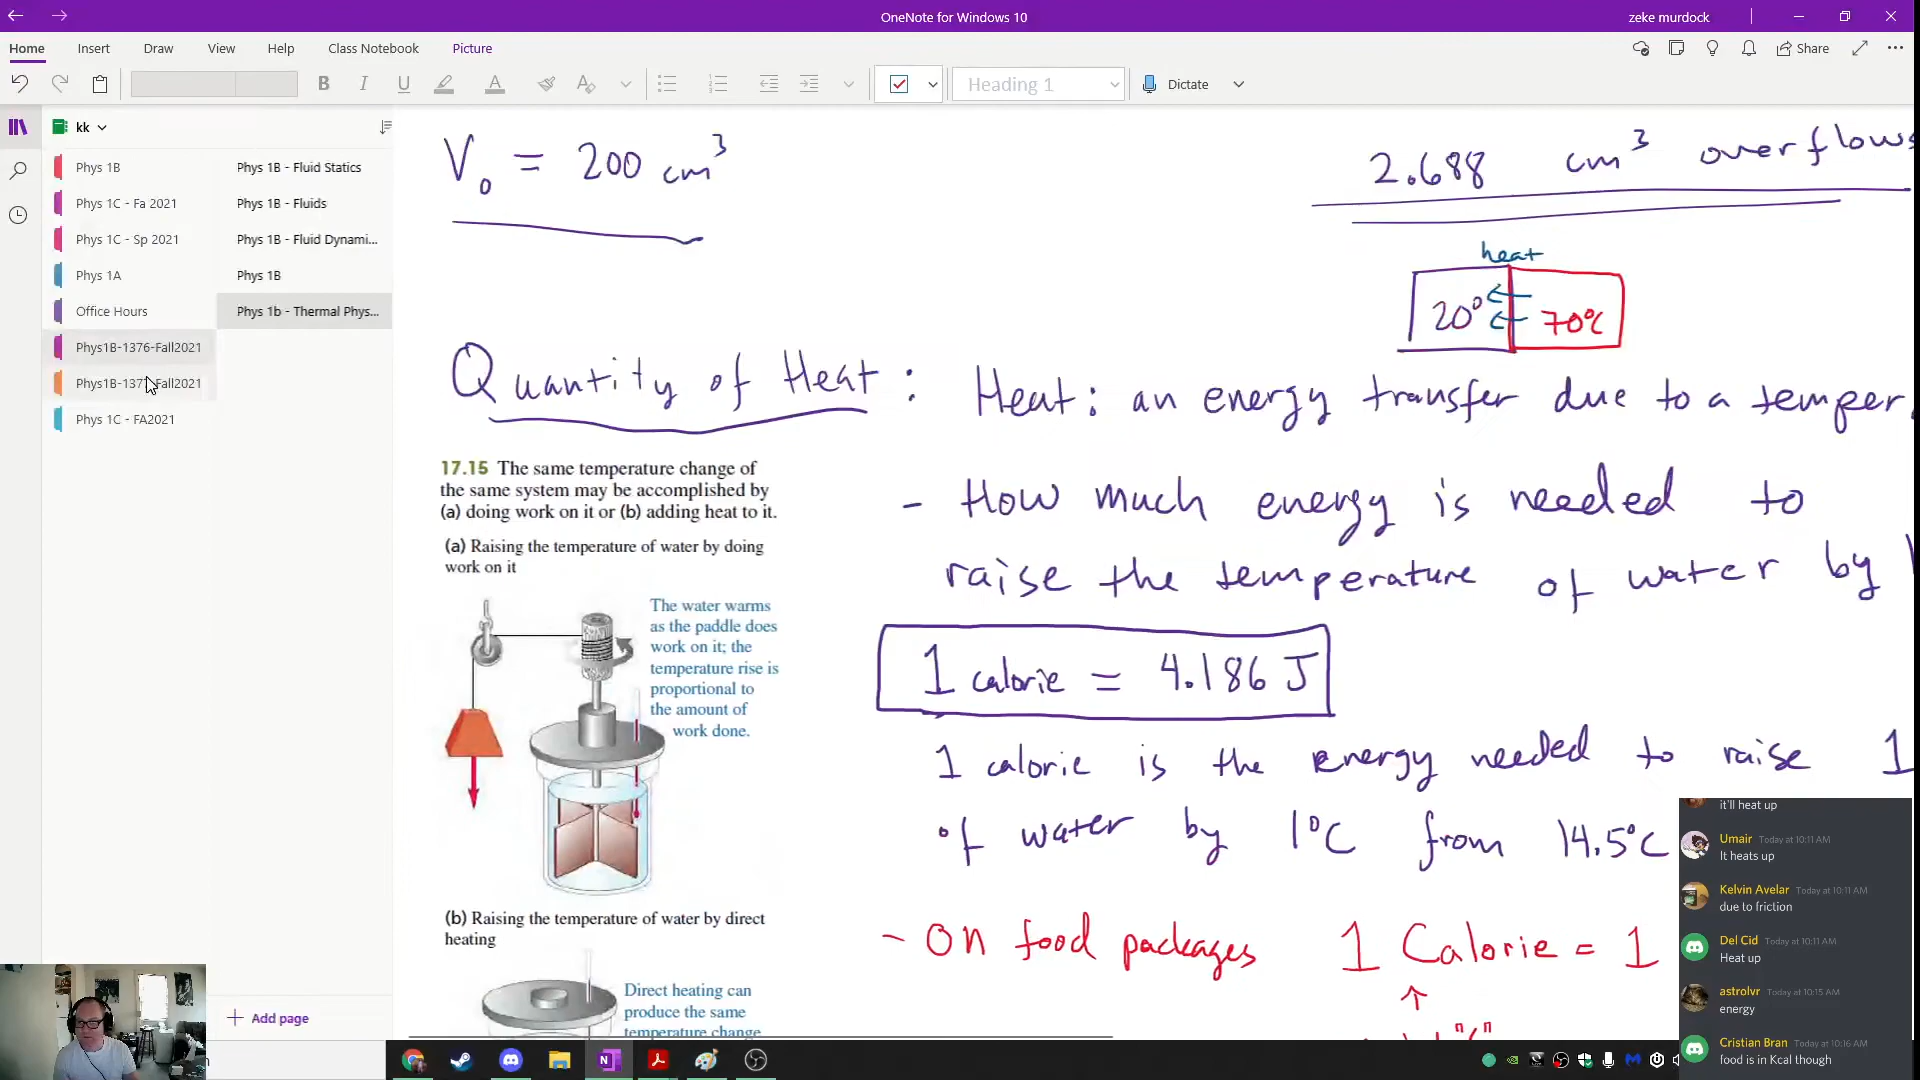 OneNote for Windows 10
zeke murdock
Home
Insert
Draw
View
Help
Class Notebook
Picture
Share
B
I
U
A
Heading 1
Dictate
kk
Phys 1B
Phys 1C - Fa 2021
Phys 1C - Sp 2021
Phys 1A
Office Hours
Phys1B-1376-Fall2021
Phys1B-137 Fall2021
Phys 1C - FA2021
Phys 1B - Fluid Statics
Phys 1B - Fluids
Phys 1B - Fluid Dynami...
Phys 1B
Phys 1b - Thermal Phys...
Add page
V₀ = 200 cm³
2.688 cm³ overflows
heat
20° 70°C
Quantity of Heat: Heat: an energy transfer due to a temper
- How much energy is needed to
raise the temperature of water by
1 calorie = 4.186 J
1 calorie is the energy needed to raise 1
of water by 1°C from 14.5°C
- On food packages 1 Calorie = 1
↑
17.15 The same temperature change of
the same system may be accomplished by
(a) doing work on it or (b) adding heat to it.
(a) Raising the temperature of water by doing
work on it
The water warms
as the paddle does
work on it; the
temperature rise is
proportional to
the amount of
work done.
(b) Raising the temperature of water by direct
heating
Direct heating can
produce the same
temperature change
it'll heat up
Umair Today at 10:11 AM
It heats up
Kelvin Avelar Today at 10:11 AM
due to friction
Del Cid Today at 10:11 AM
Heat up
astrolvr Today at 10:15 AM
energy
Cristian Bran Today at 10:16 AM
food is in Kcal though